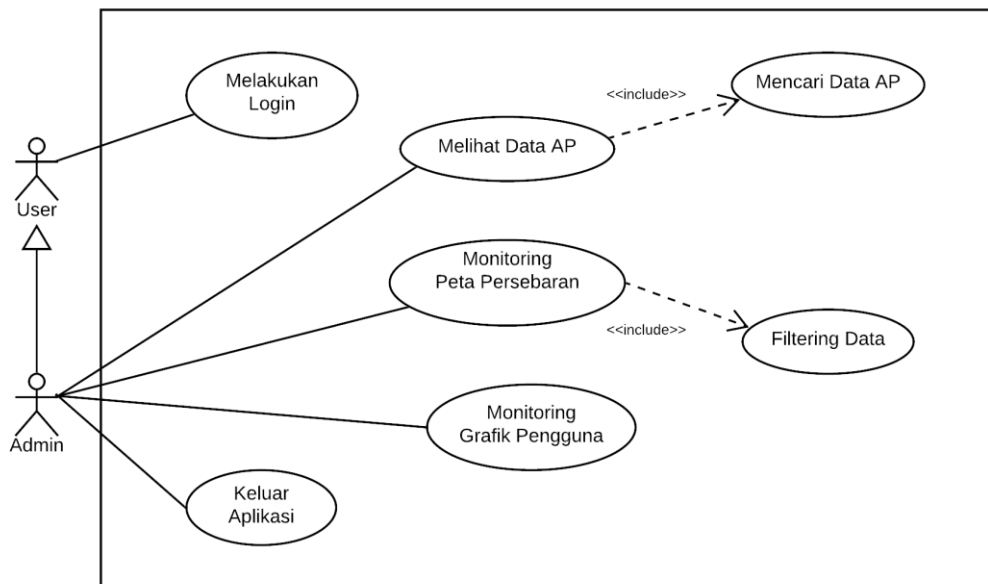 Melakukan
Login
<<include>>
Mencari Data AP
Melihat Data AP
User
Monitoring
Peta Persebaran
<<include>>
Filtering Data
Admin
Monitoring
Grafik Pengguna
Keluar
Aplikasi